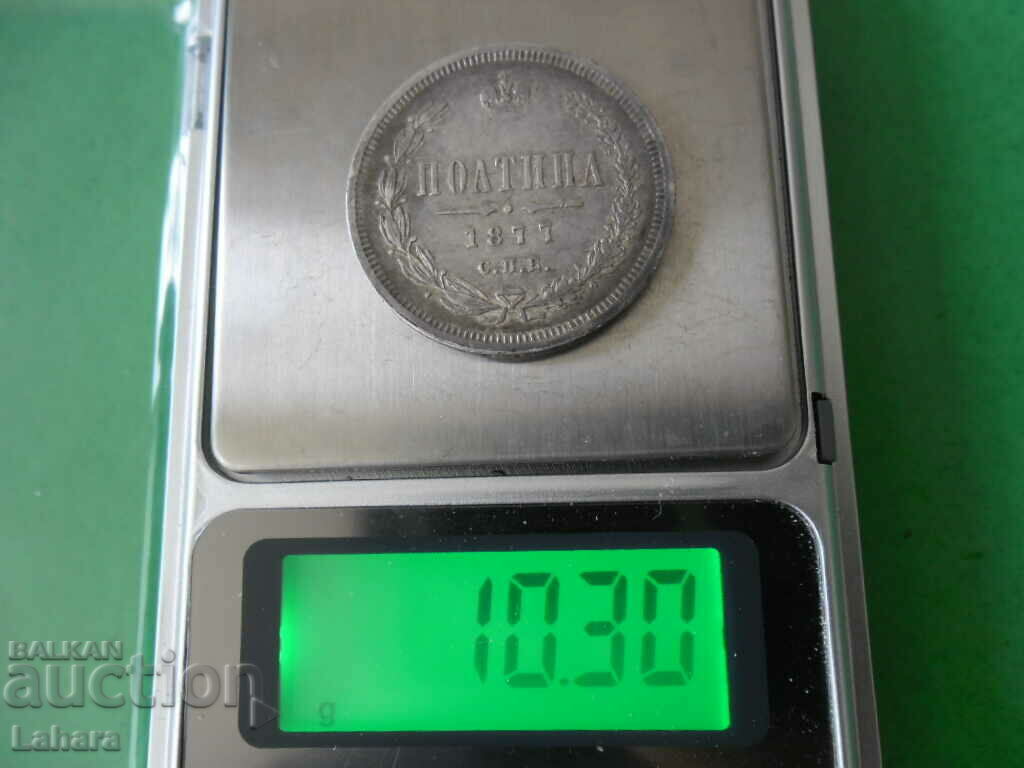 ПОЛТИНА
1877
С.П.Б.
10.30
g
BALKAN
auction
Lahara